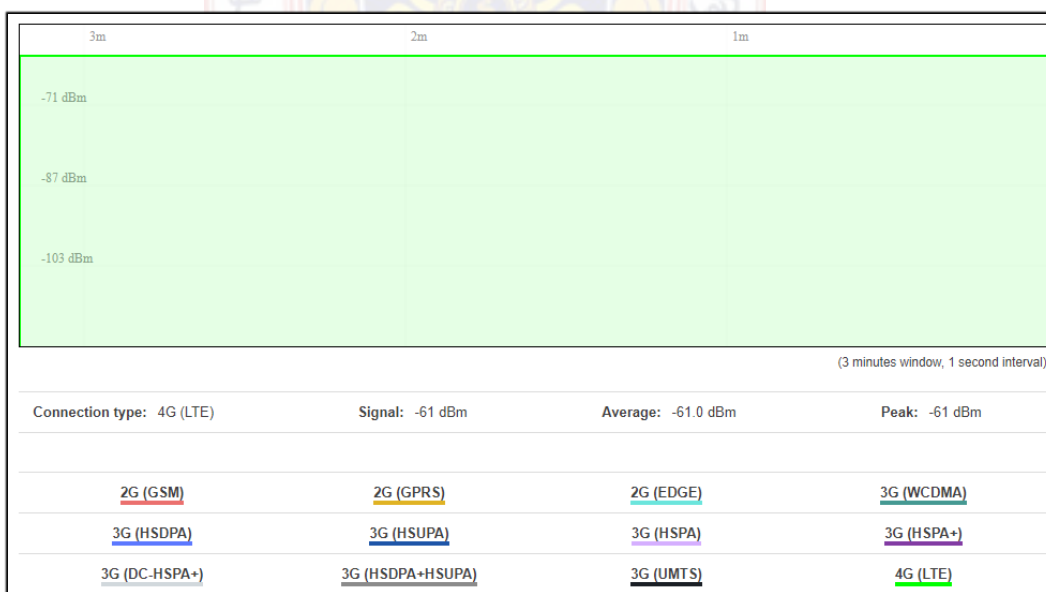 3m 2m 1m
-71 dBm
-87 dBm
-103 dBm
(3 minutes window, 1 second interval)
Connection type: 4G (LTE) Signal: -61 dBm Average: -61.0 dBm Peak: -61 dBm
2G (GSM) 2G (GPRS) 2G (EDGE) 3G (WCDMA)
3G (HSDPA) 3G (HSUPA) 3G (HSPA) 3G (HSPA+)
3G (DC-HSPA+) 3G (HSDPA+HSUPA) 3G (UMTS) 4G (LTE)